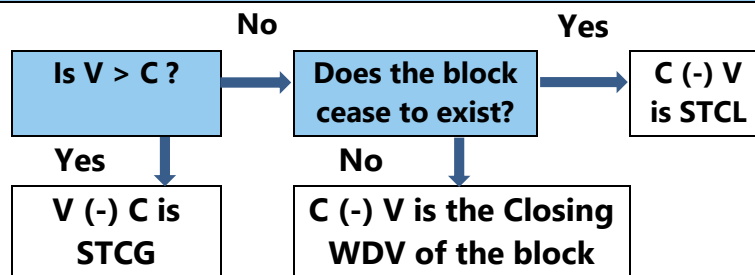 No
Yes
Is V > C ?
Does the block
cease to exist?
C (-) V
is STCL
Yes
No
V (-) C is
STCG
C (-) V is the Closing
WDV of the block